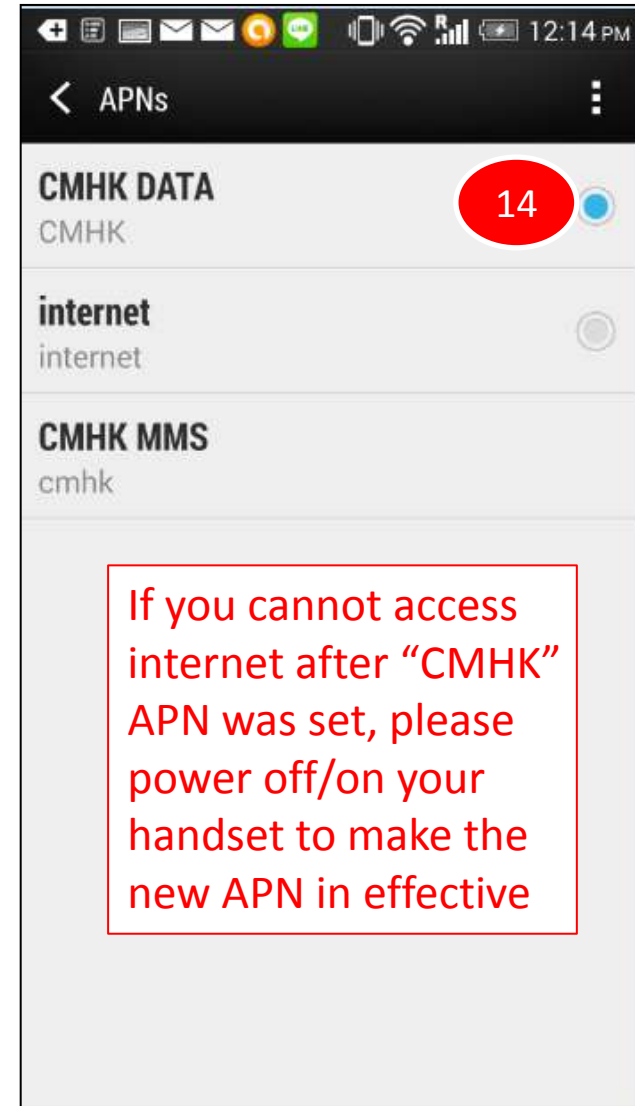 12:14 PM
APNs
CMHK DATA
14
CMHK
internet
internet
CMHK MMS
cmhk
If you cannot access
internet after “CMHK”
APN was set, please
power off/on your
handset to make the
new APN in effective